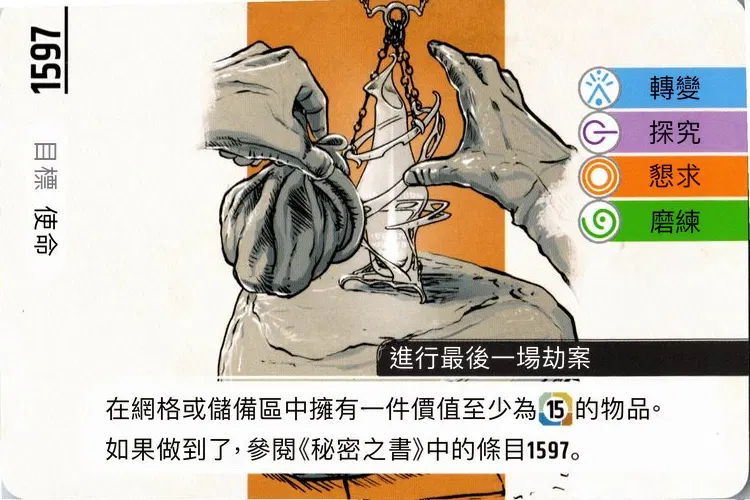 1597
目標 使命
轉變
探究
懇求
磨練
進行最後一場劫案
在網格或儲備區中擁有一件價值至少為15的物品。
如果做到了，參閱《秘密之書》中的條目1597。